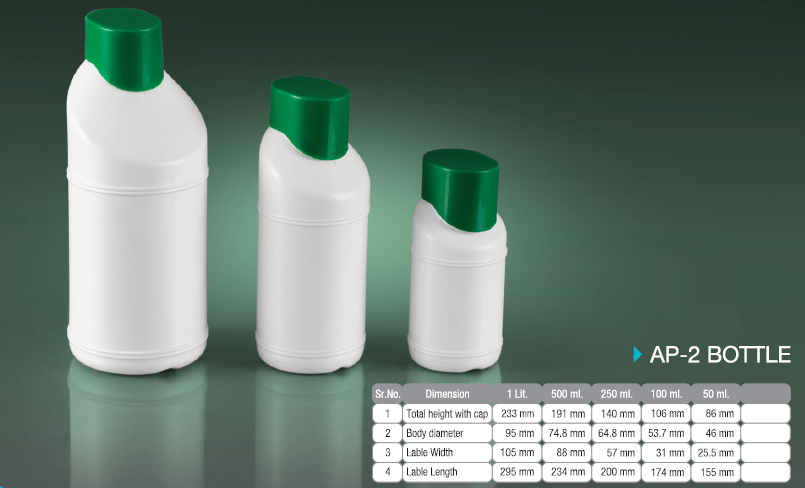 AP-2 BOTTLE
Sr.No. Dimension 1 Lit. 500 ml. 250 ml. 100 ml. 50 ml.
1 Total height with cap 233 mm 191 mm 140 mm 106 mm 86 mm
2 Body diameter 95 mm 74.8 mm 64.8 mm 53.7 mm 46 mm
3 Lable Width 105 mm 88 mm 57 mm 31 mm 25.5 mm
4 Lable Length 295 mm 234 mm 200 mm 174 mm 155 mm